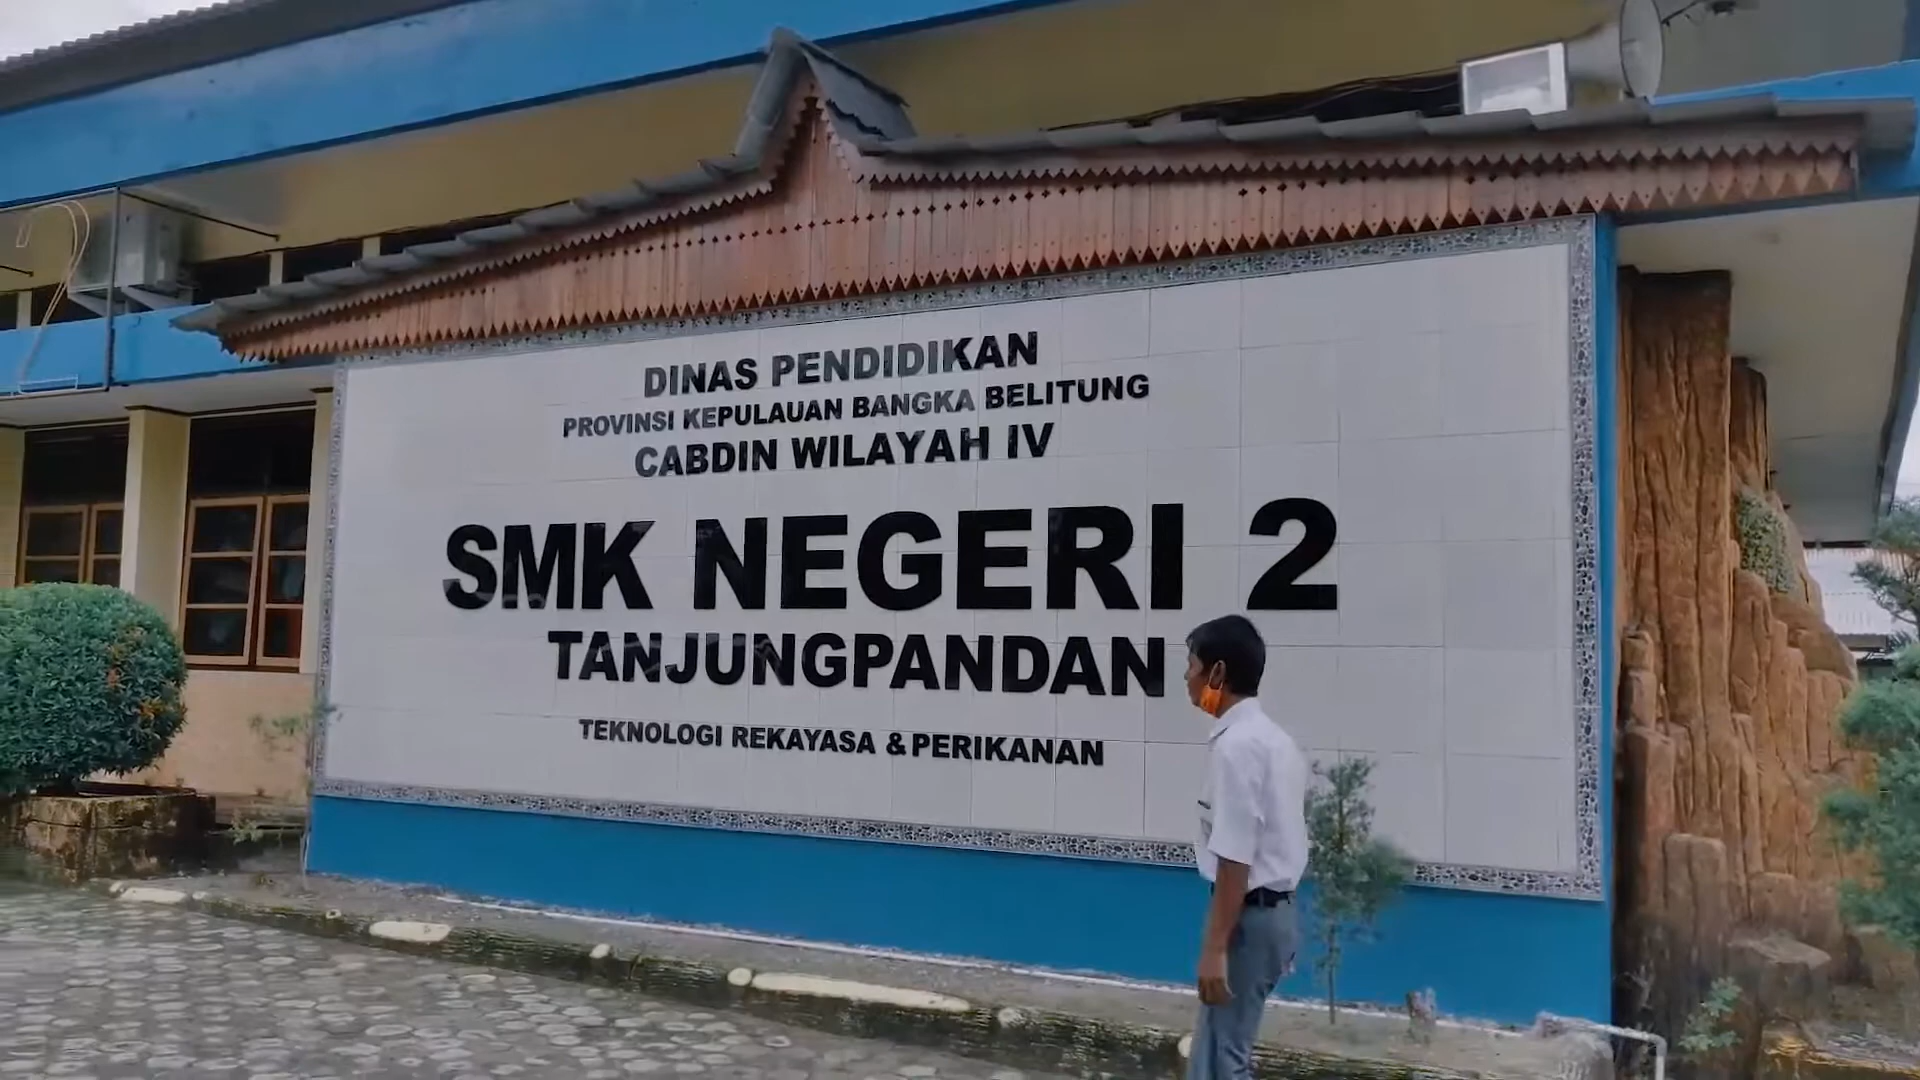 DINAS PENDIDIKAN
PROVINSI KEPULAUAN BANGKA BELITUNG
CABDIN WILAYAH IV
SMK NEGERI 2
TANJUNGPANDAN
TEKNOLOGI REKAYASA & PERIKANAN